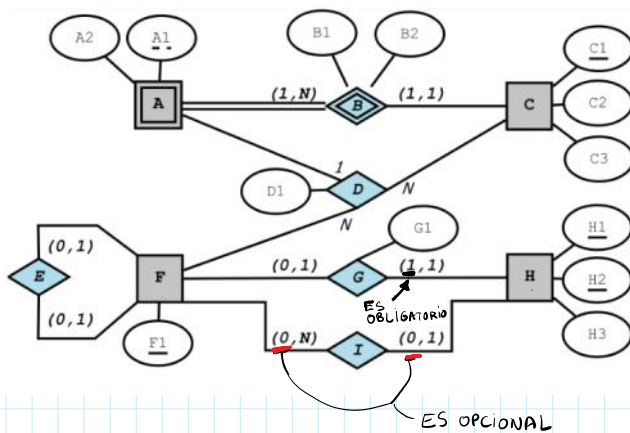 A2
A1
B1
B2
C1
A
(1,N)
B
(1,1)
C
C2
C3
1
D1
D
N
N
G1
H1
(0,1)
E
F
(0,1)
G
(1,1)
H
H2
ES
OBLIGATORIO
(0,1)
F1
(0,N)
I
(0,1)
H3
ES OPCIONAL